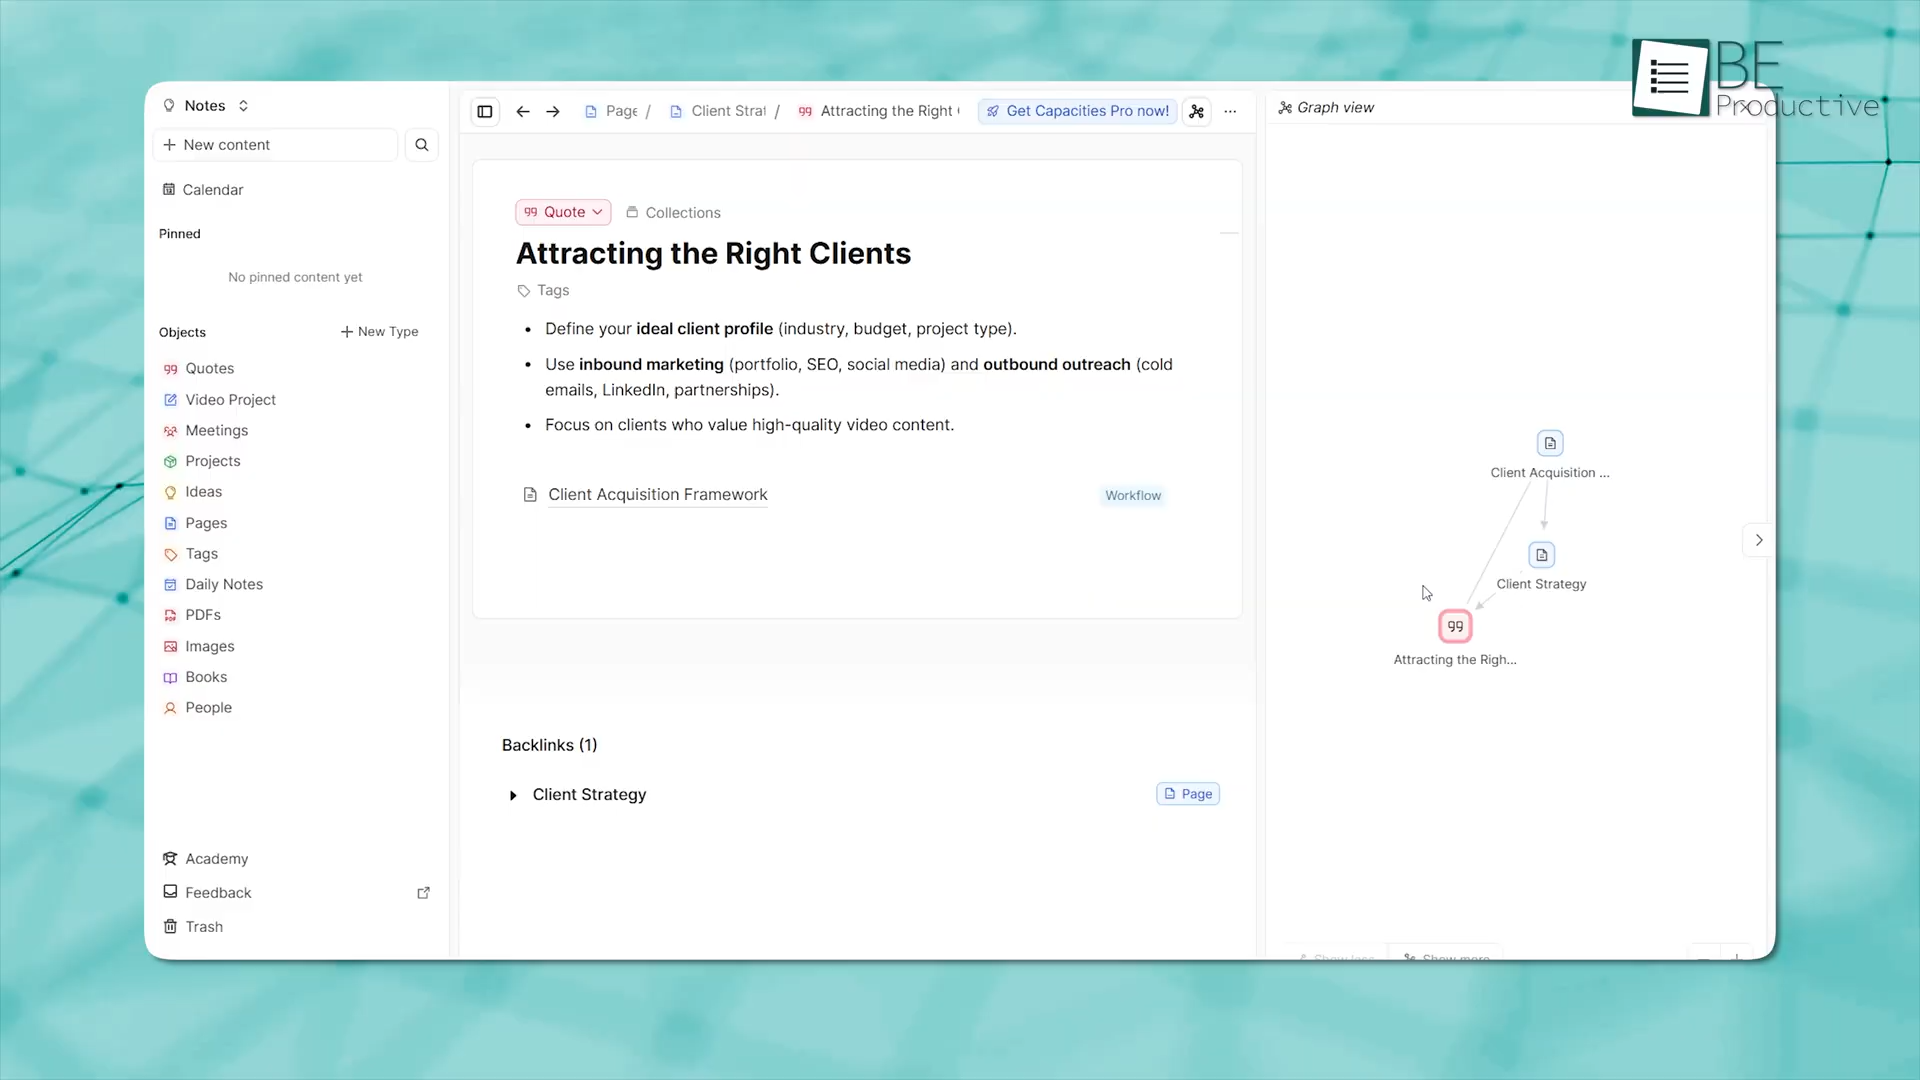 BE
Productive
Notes
New content
Calendar
Pinned
No pinned content yet
Objects
New Type
Quotes
Video Project
Meetings
Projects
Ideas
Pages
Tags
Daily Notes
PDFs
Images
Books
People
Academy
Feedback
Trash
Page / Client Strat / Attracting the Right
Get Capacities Pro now!
Quote
Collections
Attracting the Right Clients
Tags
• Define your ideal client profile (industry, budget, project type).
• Use inbound marketing (portfolio, SEO, social media) and outbound outreach (cold
emails, LinkedIn, partnerships).
• Focus on clients who value high-quality video content.
Client Acquisition Framework
Workflow
Backlinks (1)
Client Strategy
Page
Graph view
Client Acquisition ...
Client Strategy
Attracting the Righ...
Show less
Show more